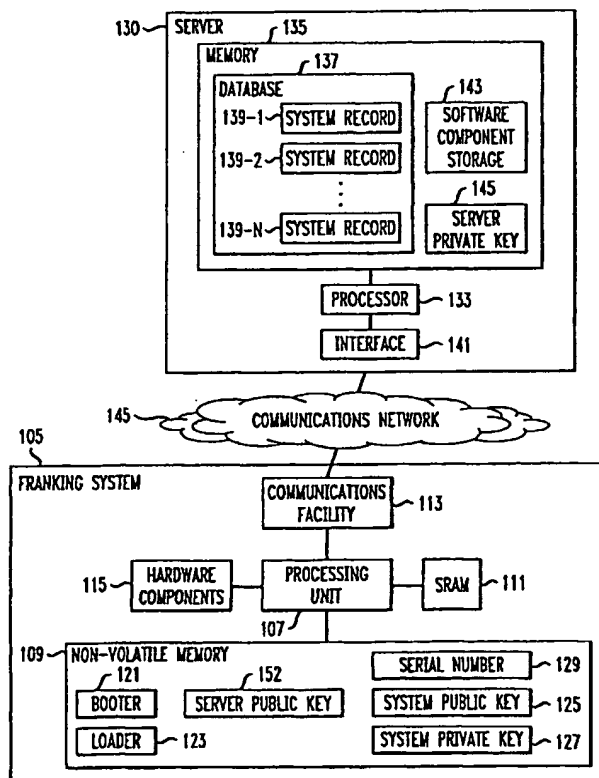 130
SERVER
135
MEMORY
137
DATABASE
139-1
SYSTEM RECORD
139-2
SYSTEM RECORD
139-N
SYSTEM RECORD
143
SOFTWARE
COMPONENT
STORAGE
145
SERVER
PRIVATE KEY
PROCESSOR
133
INTERFACE
141
145
COMMUNICATIONS NETWORK
105
FRANKING SYSTEM
COMMUNICATIONS
FACILITY
113
115
HARDWARE
COMPONENTS
PROCESSING
UNIT
107
SRAM
111
109
NON-VOLATILE MEMORY
121
BOOTER
LOADER
123
152
SERVER PUBLIC KEY
SERIAL NUMBER
129
SYSTEM PUBLIC KEY
125
SYSTEM PRIVATE KEY
127